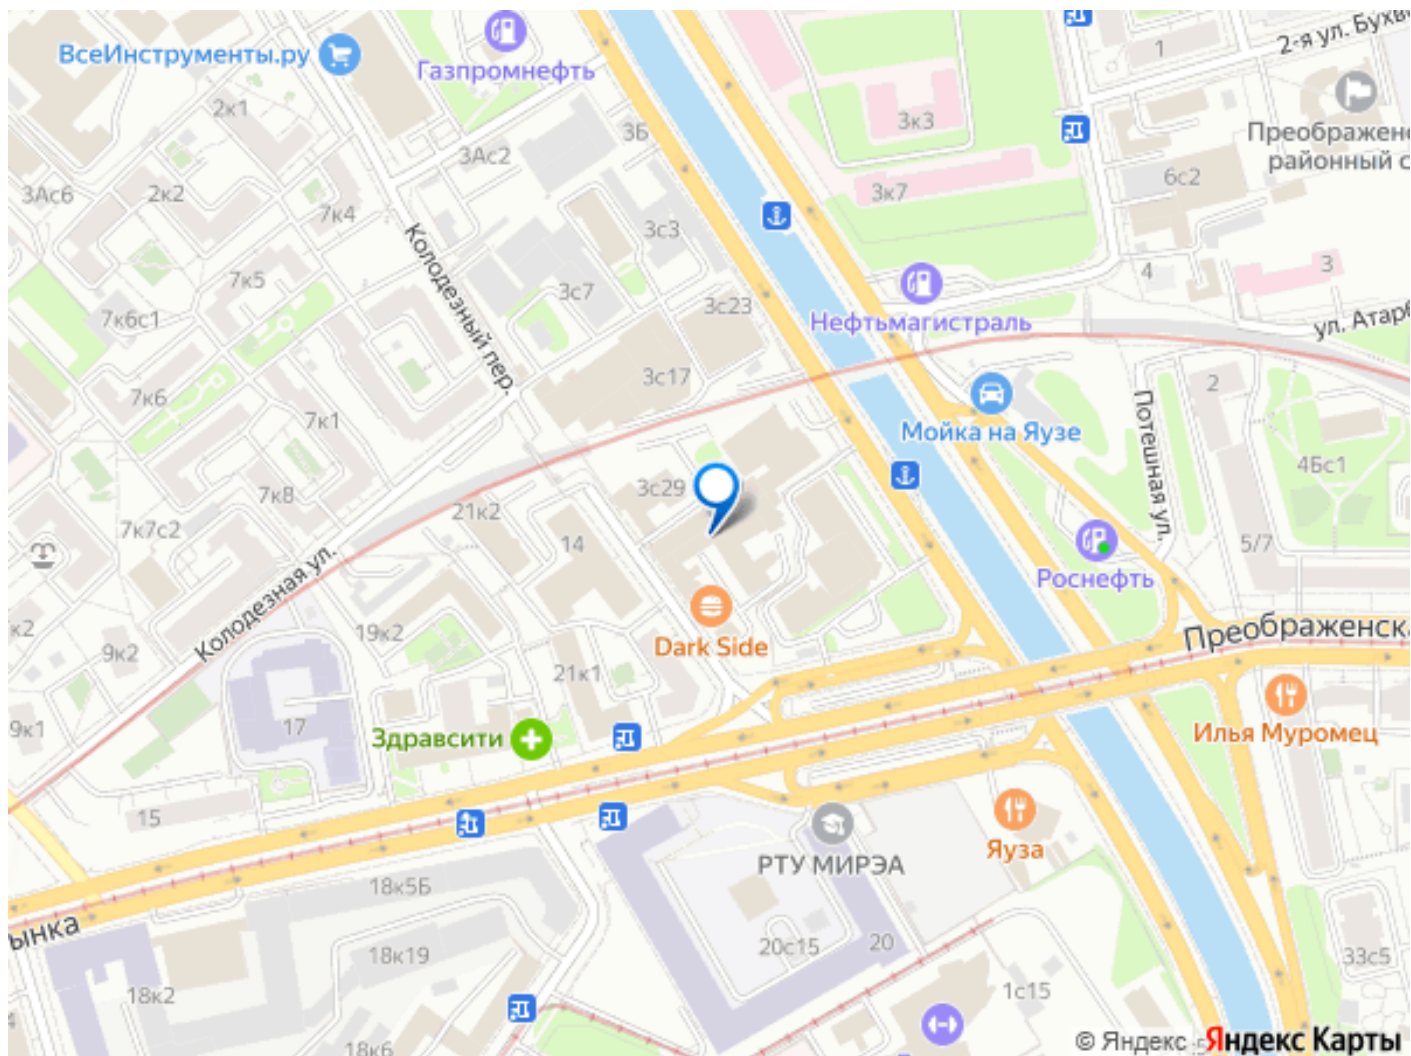 ВсеИнструменты.ру
Газпромнефть
2-я ул. Бухв
1
2к1
3Б
3к3
Преображенс
районный с
3Ас2
3Ас6
2к2
7к4
3к7
6с2
Колодезный пер.
3с3
7к5
4
3
3с7
3с23
Нефтьмагистраль
7к6с1
ул. Атарб
3с17
7к6
7к1
2
Потешная ул.
Мойка на Яузе
4Бс1
7к8
3с29
21к2
7к7с2
14
5/7
Роснефть
Колодезная ул.
к2
19к2
9к2
Dark Side
Преображенска
21к1
9к1
17
Здравсити
Илья Муромец
15
Яуза
РТУ МИРЭА
18к5Б
ынка
18к19
20с15
20
33с5
18к2
1с15
18к6
© Яндекс
Яндекс Карты